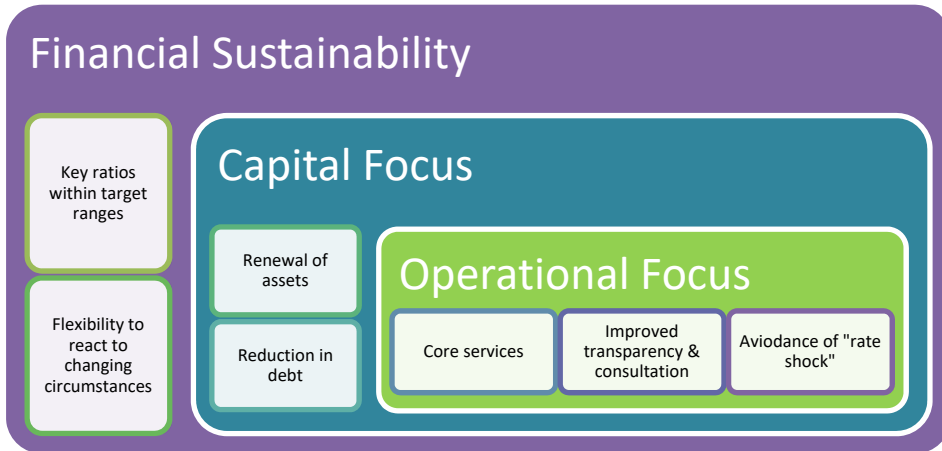 Financial Sustainability
Key ratios
within target
ranges
Flexibility to
react to
changing
circumstances
Capital Focus
Renewal of
assets
Reduction in
debt
Operational Focus
Core services
Improved
transparency &
consultation
Aviodance of "rate
shock"